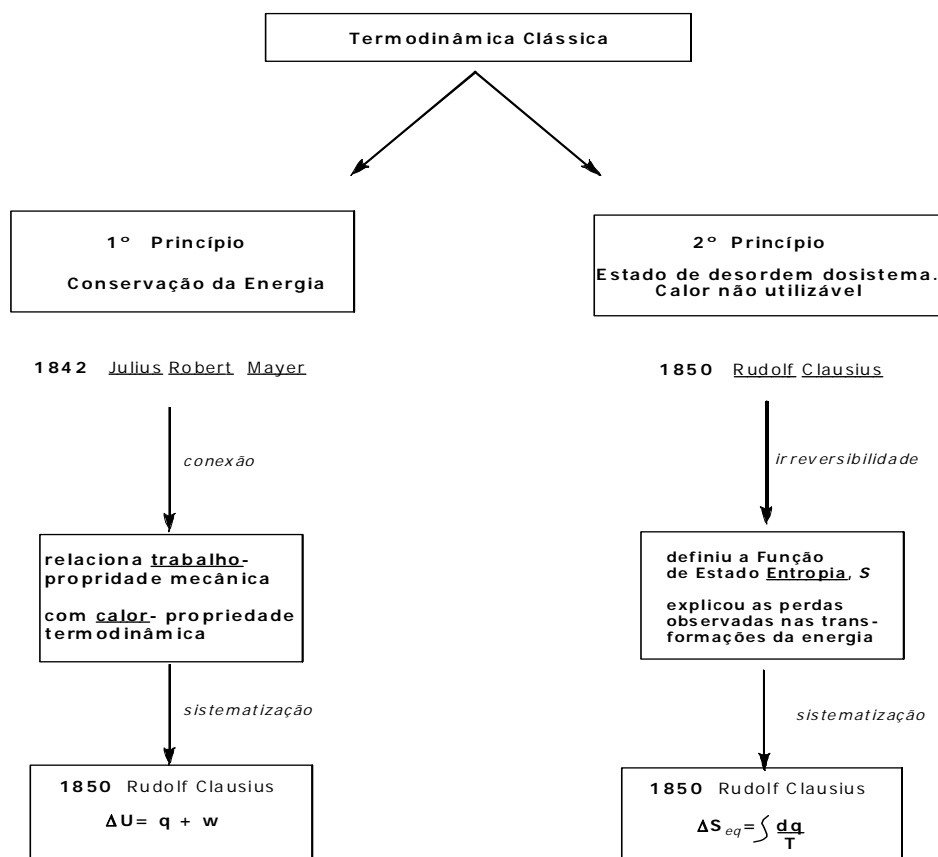 Termodinâmica Clássica
1º Princípio
Conservação da Energia
2º Princípio
Estado de desordem dosistema.
Calor não utilizável
1842 Julius Robert Mayer
1850 Rudolf Clausius
conexão
irreversibilidade
relaciona trabalho-
propridade mecânica
com calor- propriedade
termodinâmica
definiu a Função
de Estado Entropia, S
explicou as perdas
observadas nas trans-
formações da energia
sistematização
sistematização
1850 Rudolf Clausius
ΔU= q + w
1850 Rudolf Clausius
ΔS eq = ∫ dq/T